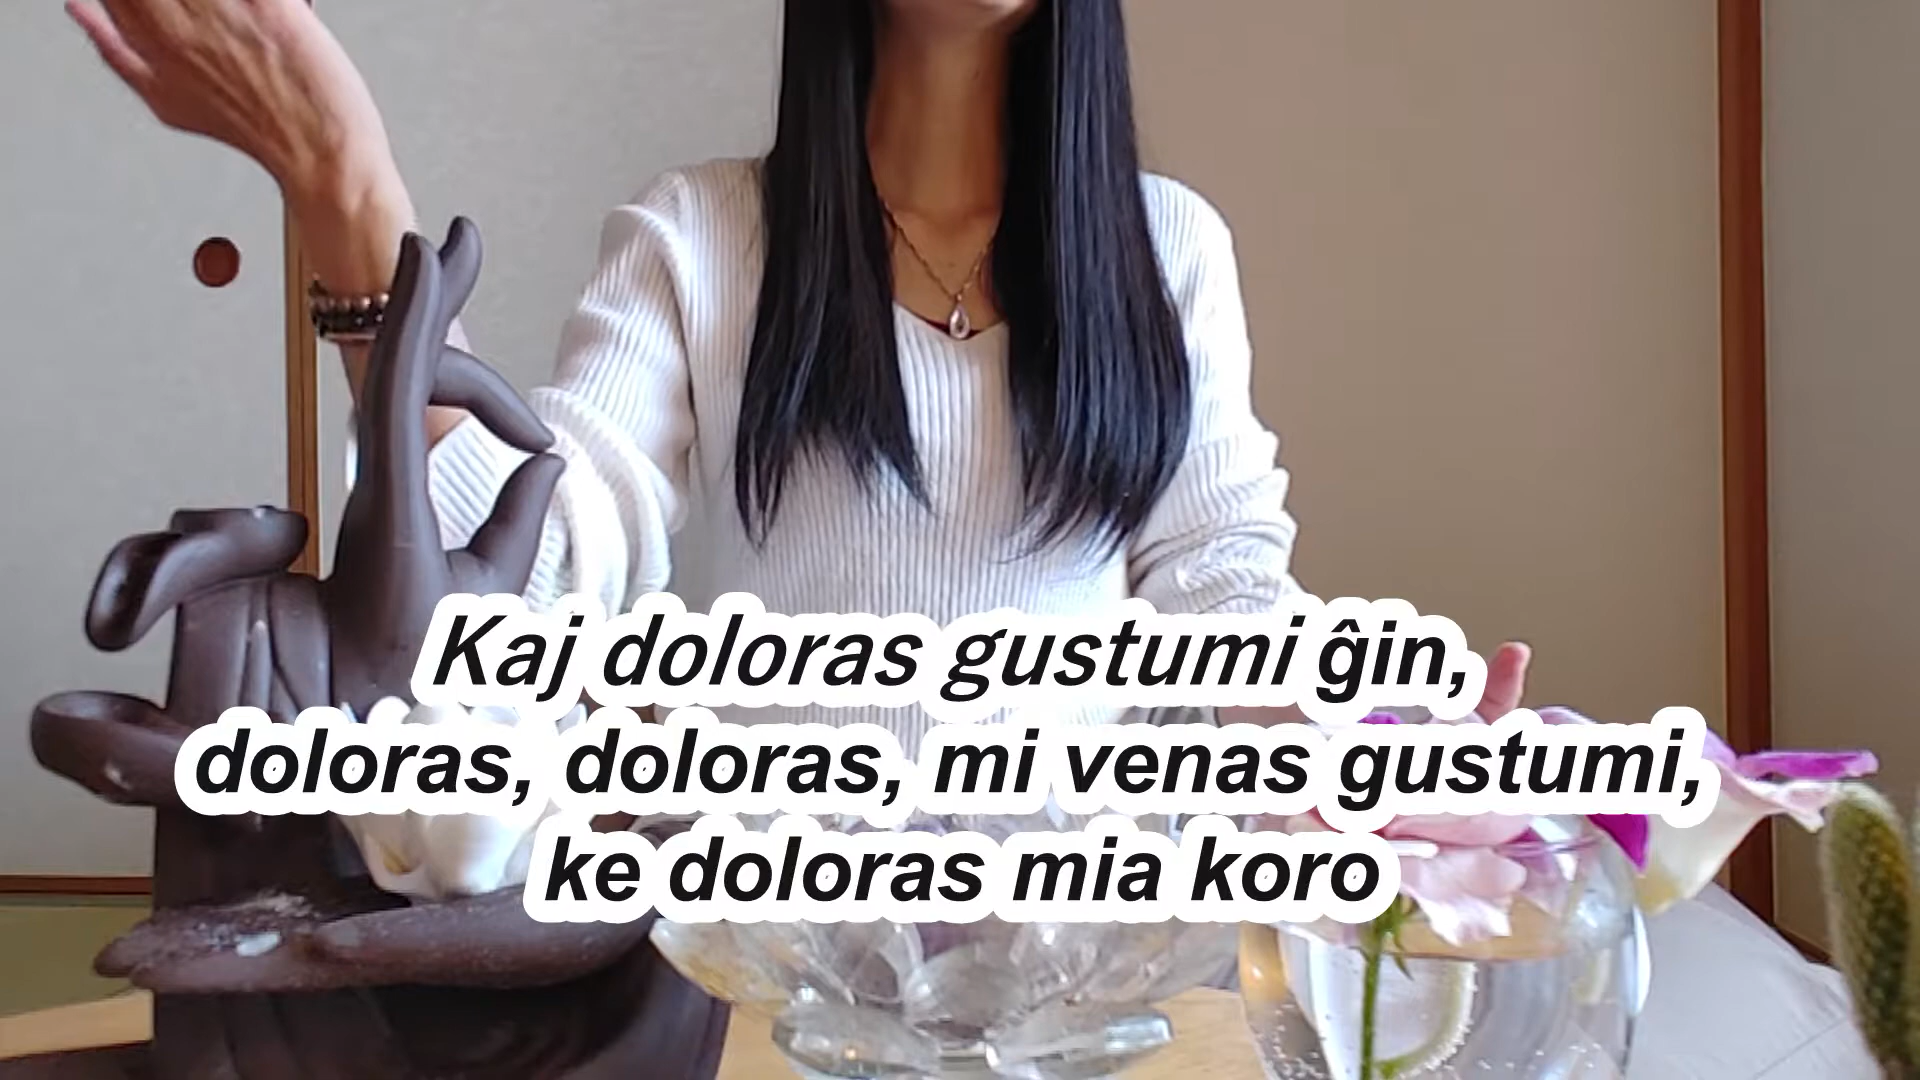 Kaj doloras gustumi ĝin,
doloras, doloras, mi venas gustumi,
ke doloras mia koro